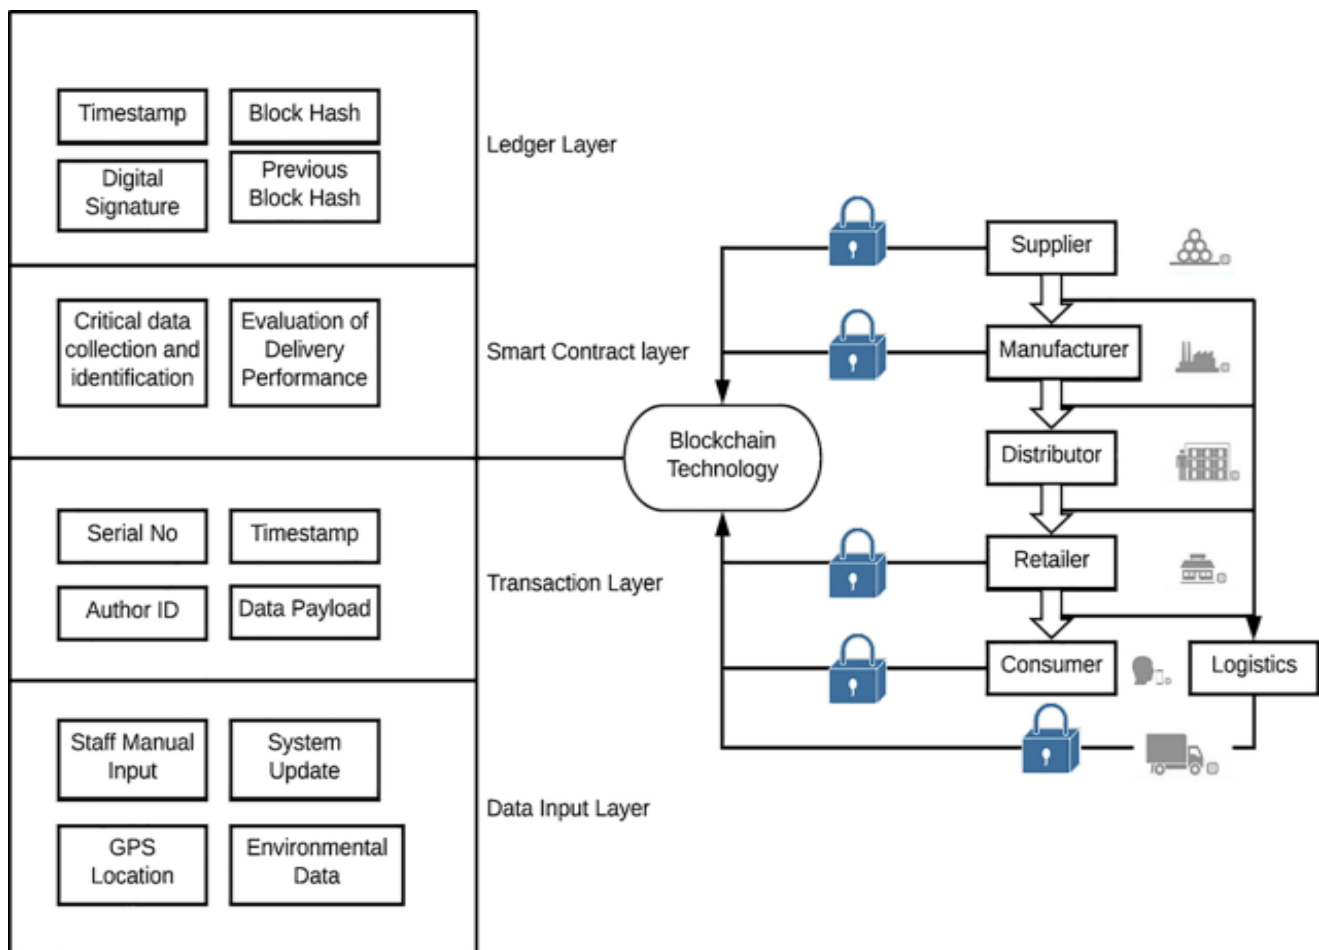 Timestamp
Block Hash
Digital
Signature
Previous
Block Hash
Ledger Layer
Critical data
collection and
identification
Evaluation of
Delivery
Performance
Smart Contract layer
Serial No
Timestamp
Author ID
Data Payload
Transaction Layer
Staff Manual
Input
System
Update
GPS
Location
Environmental
Data
Data Input Layer
Blockchain
Technology
Supplier
Manufacturer
Distributor
Retailer
Consumer
Logistics